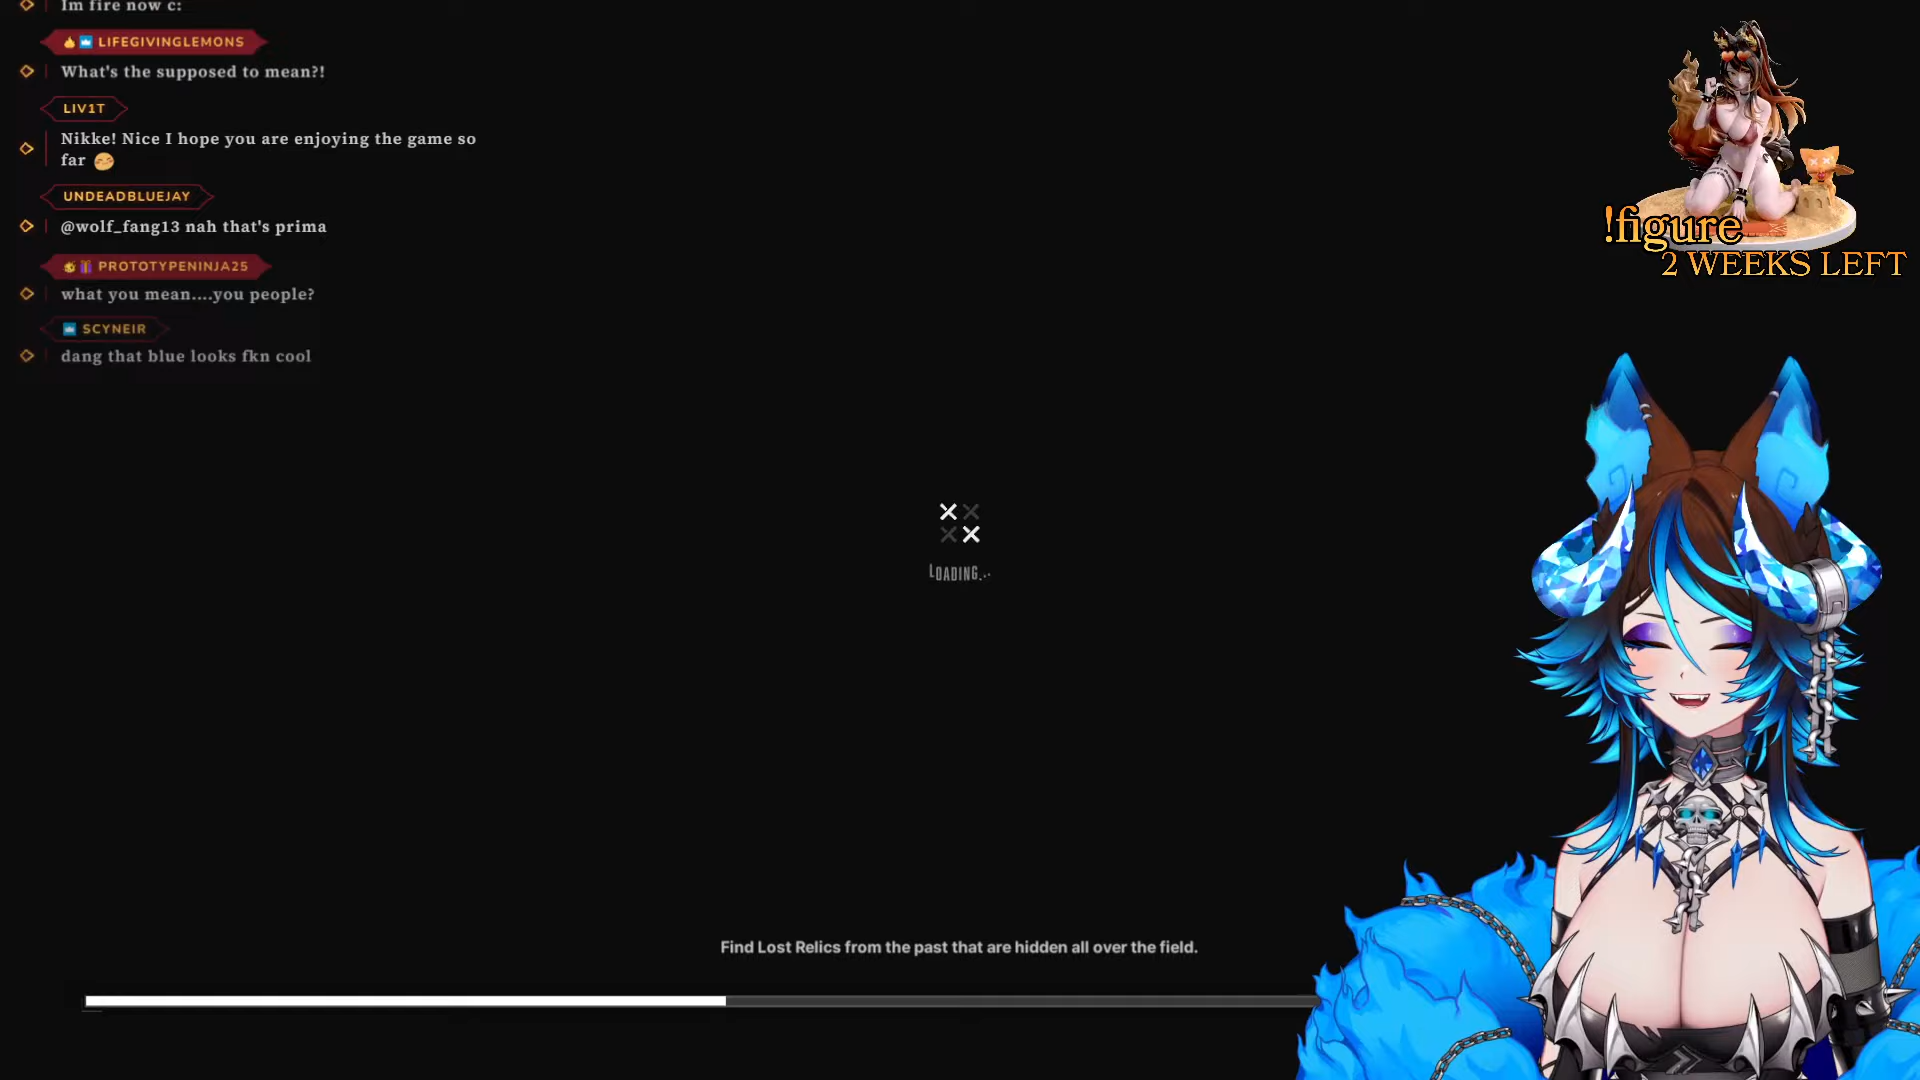 Im fire now c:
LIFEGIVINGLEMONS
What's the supposed to mean?!
LIV1T
Nikke! Nice I hope you are enjoying the game so
far
UNDEADBLUEJAY
@wolf_fang13 nah that's prima
PROTOTYPENINJA25
what you mean....you people?
SCYNEIR
dang that blue looks fkn cool
!figure
2 WEEKS LEFT
LOADING...
Find Lost Relics from the past that are hidden all over the field.